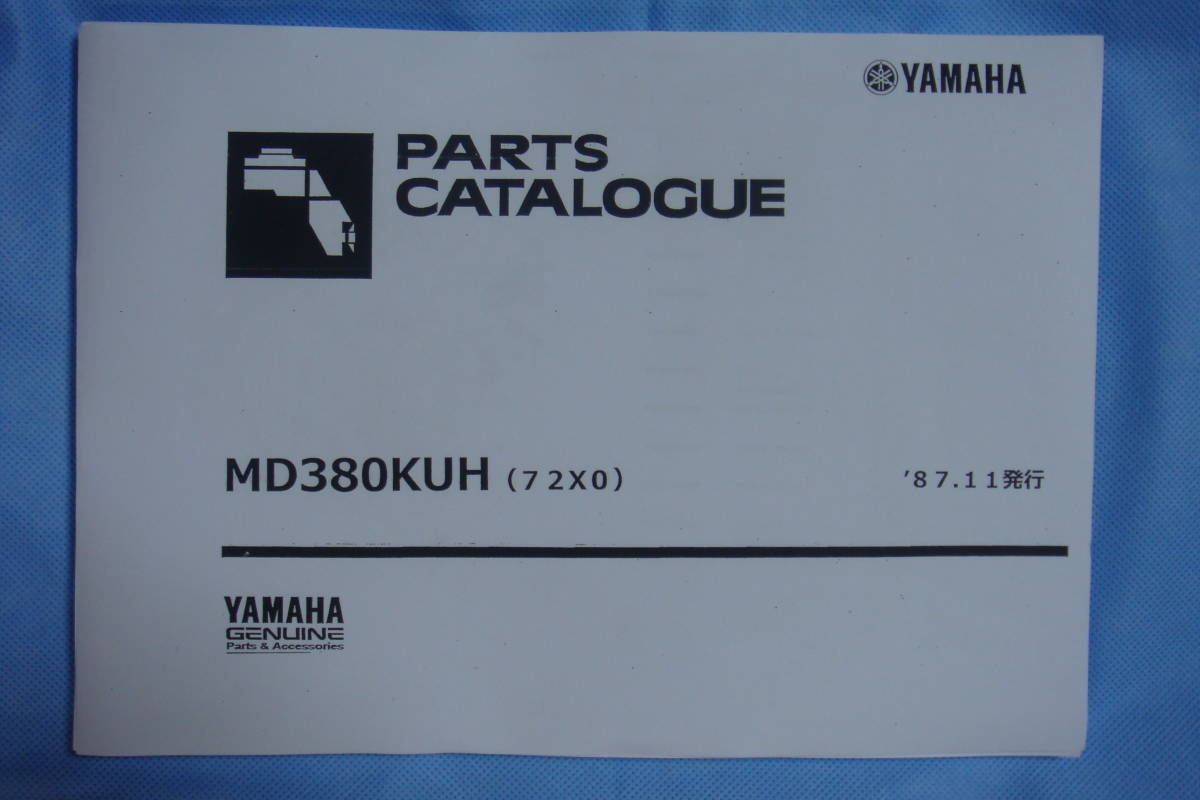 YAMAHA
PARTS
CATALOGUE
MD380KUH (72X0) '87.11発行
YAMAHA
GENUINE
Parts & Accessories